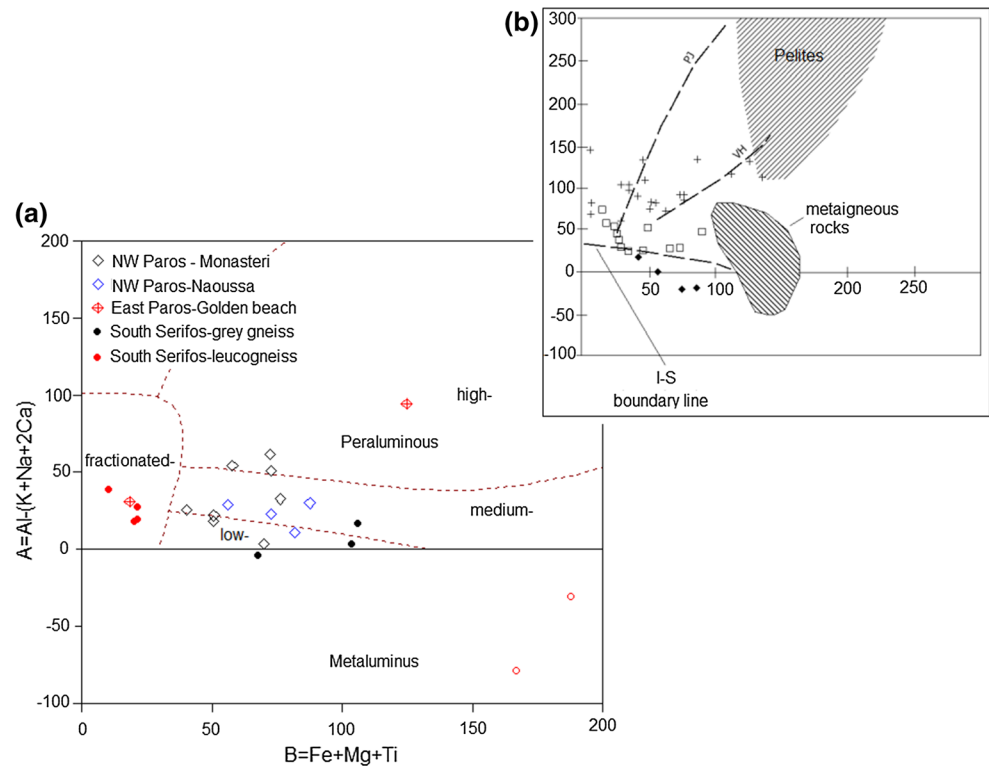 (a)
200
150
100
50
0
-50
-100
A=Al-(K+Na+2Ca)
NW Paros - Monasteri
NW Paros-Naoussa
East Paros-Golden beach
South Serifos-grey gneiss
South Serifos-leucogneiss
high-
Peraluminous
fractionated-
medium-
low-
Metaluminus
0
50
100
150
200
B=Fe+Mg+Ti
(b)
300
250
200
150
100
50
0
-50
-100
PJ
Pelites
VH
metaigneous
rocks
50
100
200
250
I-S
boundary line